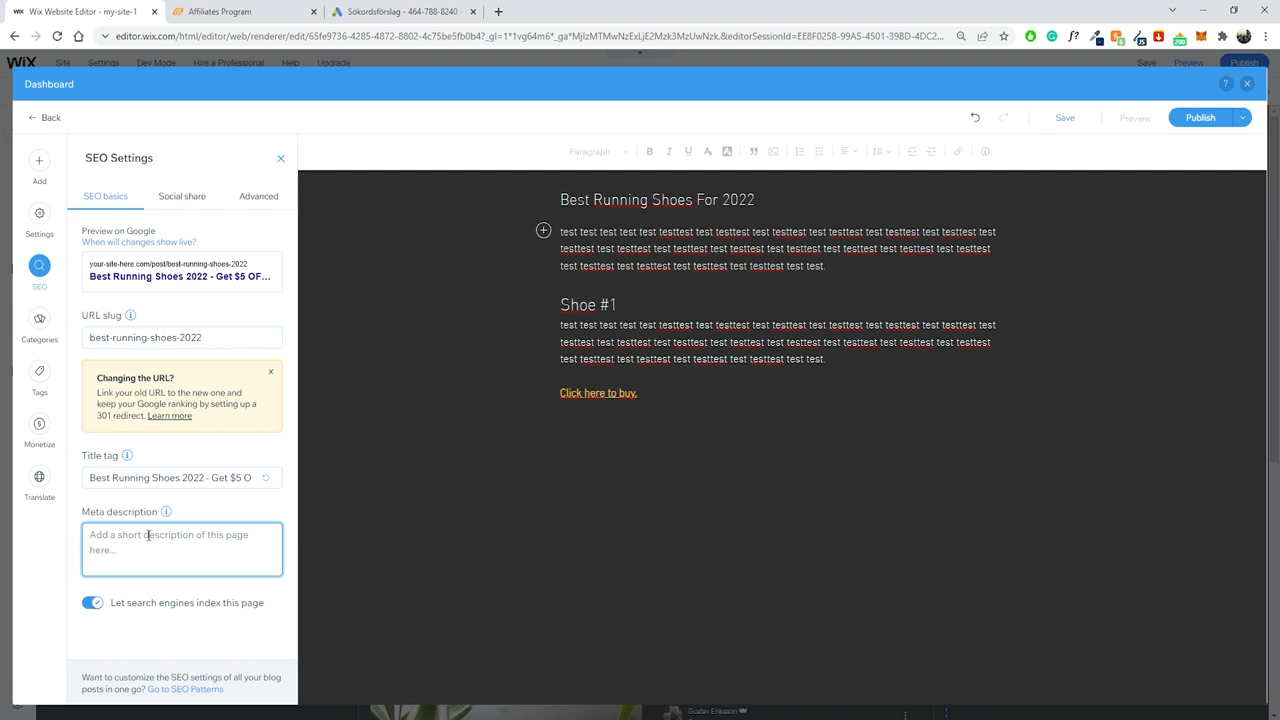 Wix Website Editor - my-site-1
Affiliates Program
Sökordsförslag - 464-788-8240 -
editor.wix.com/html/editor/web/renderer/edit/65fe9736-4285-4872-8802-4c75be5fb0b4?_gl=1*1vg64m6*_ga*MjIzMTMwNzExLjE2Mzk3MzUwNzk.&editorSessionId=EE8F0258-99A5-4501-39BD-4DC2...
WIX
Site
Settings
Dev Mode
Hire a Professional
Help
Upgrade
Save
Preview
Publish
Dashboard
Back
Save
Preview
Publish
SEO Settings
Paragraph
Add
Settings
SEO
Categories
Tags
Monetize
Translate
SEO basics
Social share
Advanced
Preview on Google
When will changes show live?
your-site-here.com/post/best-running-shoes-2022
Best Running Shoes 2022 - Get $5 OF...
URL slug
best-running-shoes-2022
Changing the URL?
Link your old URL to the new one and
keep your Google ranking by setting up a
301 redirect. Learn more
Title tag
Best Running Shoes 2022 - Get $5 O
Meta description
Add a short description of this page
here...
Let search engines index this page
Want to customize the SEO settings of all your blog
posts in one go? Go to SEO Patterns
Best Running Shoes For 2022
test test test test test testtest test test testtest test test testtest test test testtest test testtest
test testtest test testtest test testtest test testtest test testtest test testtest test testtest
test testtest test testtest test testtest test test.
Shoe #1
test test test test test testtest test test testtest test test testtest test test testtest test testtest
test testtest test testtest test testtest test testtest test testtest test testtest test testtest
test testtest test testtest test testtest test test.
Click here to buy.
Gustav Eriksson